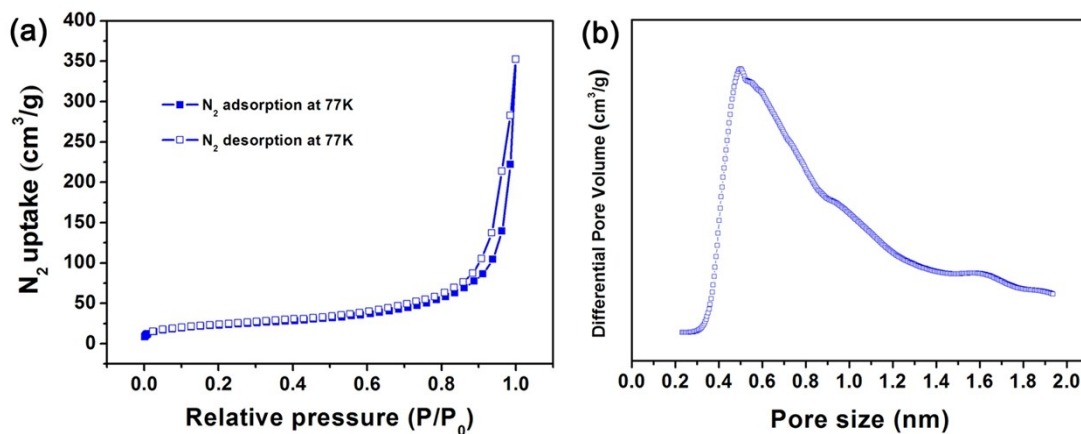 (a)
N₂ uptake (cm³/g)
400
350
300
250
200
150
100
50
0
N₂ adsorption at 77K
N₂ desorption at 77K
0.0 0.2 0.4 0.6 0.8 1.0
Relative pressure (P/P₀)
(b)
Differential Pore Volume (cm³/g)
0.0 0.2 0.4 0.6 0.8 1.0 1.2 1.4 1.6 1.8 2.0
Pore size (nm)